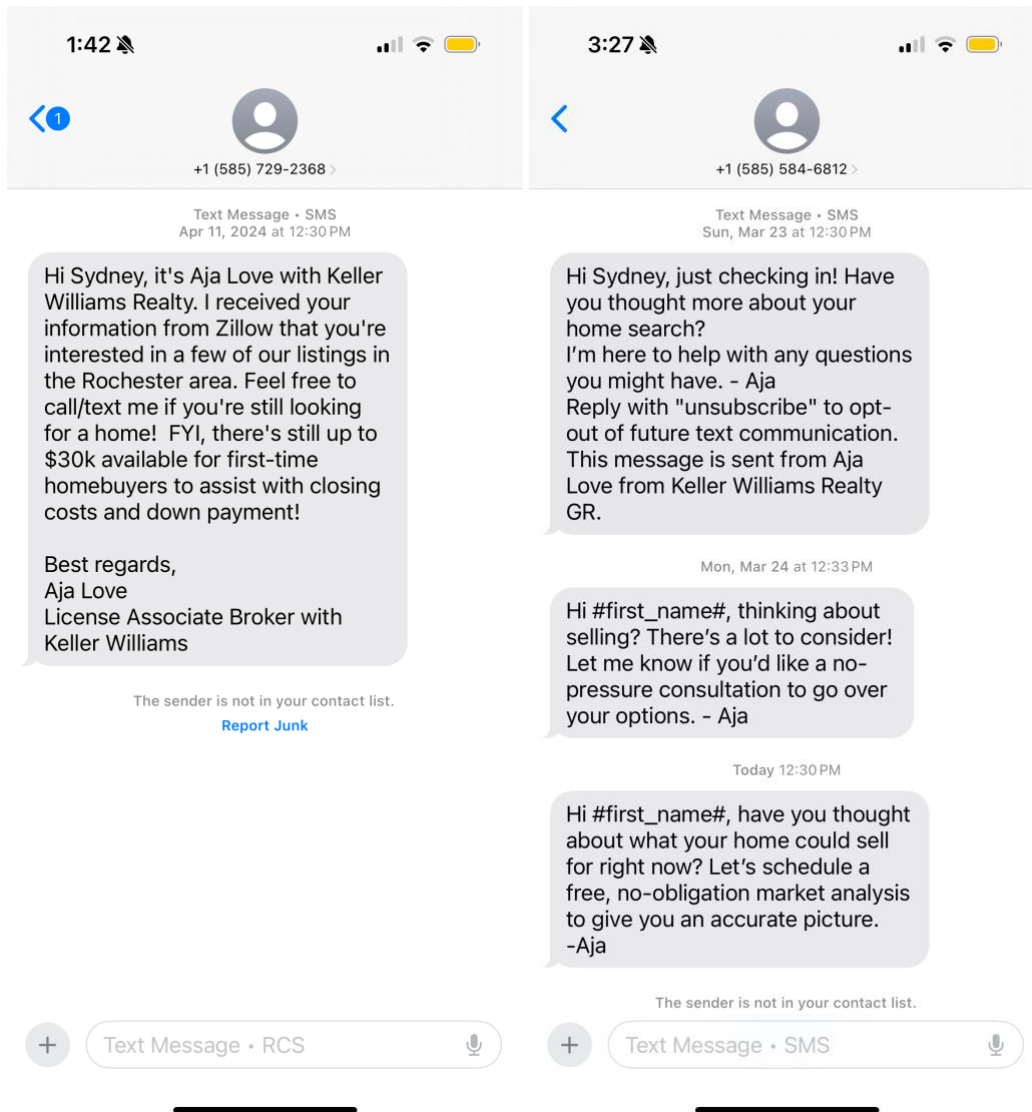 1:42
1
+1 (585) 729-2368
Text Message • SMS
Apr 11, 2024 at 12:30 PM
Hi Sydney, it's Aja Love with Keller
Williams Realty. I received your
information from Zillow that you're
interested in a few of our listings in
the Rochester area. Feel free to
call/text me if you're still looking
for a home!  FYI, there's still up to
$30k available for first-time
homebuyers to assist with closing
costs and down payment!
Best regards,
Aja Love
License Associate Broker with
Keller Williams
The sender is not in your contact list.
Report Junk
Text Message • RCS
3:27
+1 (585) 584-6812
Text Message • SMS
Sun, Mar 23 at 12:30 PM
Hi Sydney, just checking in! Have
you thought more about your
home search?
I’m here to help with any questions
you might have. - Aja
Reply with "unsubscribe" to opt-
out of future text communication.
This message is sent from Aja
Love from Keller Williams Realty
GR.
Mon, Mar 24 at 12:33 PM
Hi #first_name#, thinking about
selling? There’s a lot to consider!
Let me know if you’d like a no-
pressure consultation to go over
your options. - Aja
Today 12:30 PM
Hi #first_name#, have you thought
about what your home could sell
for right now? Let’s schedule a
free, no-obligation market analysis
to give you an accurate picture.
-Aja
The sender is not in your contact list.
Text Message • SMS